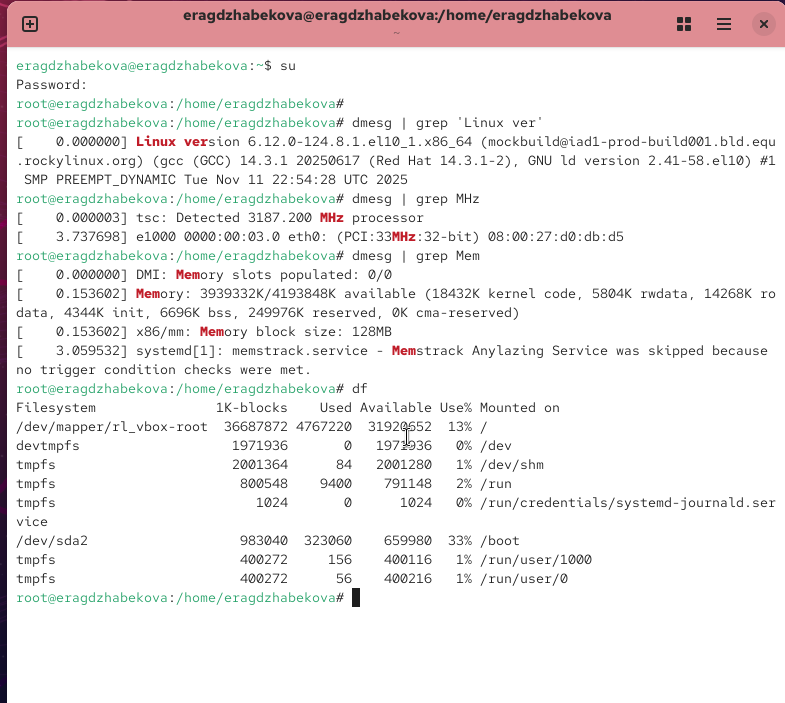 eragdzhabekova@eragdzhabekova:/home/eragdzhabekova
~
eragdzhabekova@eragdzhabekova:~$ su
Password:
root@eragdzhabekova:/home/eragdzhabekova#
root@eragdzhabekova:/home/eragdzhabekova# dmesg | grep 'Linux ver'
[    0.000000] Linux version 6.12.0-124.8.1.el10_1.x86_64 (mockbuild@iad1-prod-build001.bld.equ
.rockylinux.org) (gcc (GCC) 14.3.1 20250617 (Red Hat 14.3.1-2), GNU ld version 2.41-58.el10) #1
 SMP PREEMPT_DYNAMIC Tue Nov 11 22:54:28 UTC 2025
root@eragdzhabekova:/home/eragdzhabekova# dmesg | grep MHz
[    0.000003] tsc: Detected 3187.200 MHz processor
[    3.737698] e1000 0000:00:03.0 eth0: (PCI:33MHz:32-bit) 08:00:27:d0:db:d5
root@eragdzhabekova:/home/eragdzhabekova# dmesg | grep Mem
[    0.000000] DMI: Memory slots populated: 0/0
[    0.153602] Memory: 3939332K/4193848K available (18432K kernel code, 5804K rwdata, 14268K ro
data, 4344K init, 6696K bss, 249976K reserved, 0K cma-reserved)
[    0.153602] x86/mm: Memory block size: 128MB
[    3.059532] systemd[1]: memstrack.service - Memstrack Anylazing Service was skipped because
no trigger condition checks were met.
root@eragdzhabekova:/home/eragdzhabekova# df
Filesystem               1K-blocks    Used Available Use% Mounted on
/dev/mapper/rl_vbox-root  36687872 4767220  31920652  13% /
devtmpfs                   1971936       0   1971936   0% /dev
tmpfs                      2001364      84   2001280   1% /dev/shm
tmpfs                       800548    9400    791148   2% /run
tmpfs                         1024       0      1024   0% /run/credentials/systemd-journald.ser
vice
/dev/sda2                   983040  323060    659980  33% /boot
tmpfs                       400272     156    400116   1% /run/user/1000
tmpfs                       400272      56    400216   1% /run/user/0
root@eragdzhabekova:/home/eragdzhabekova#